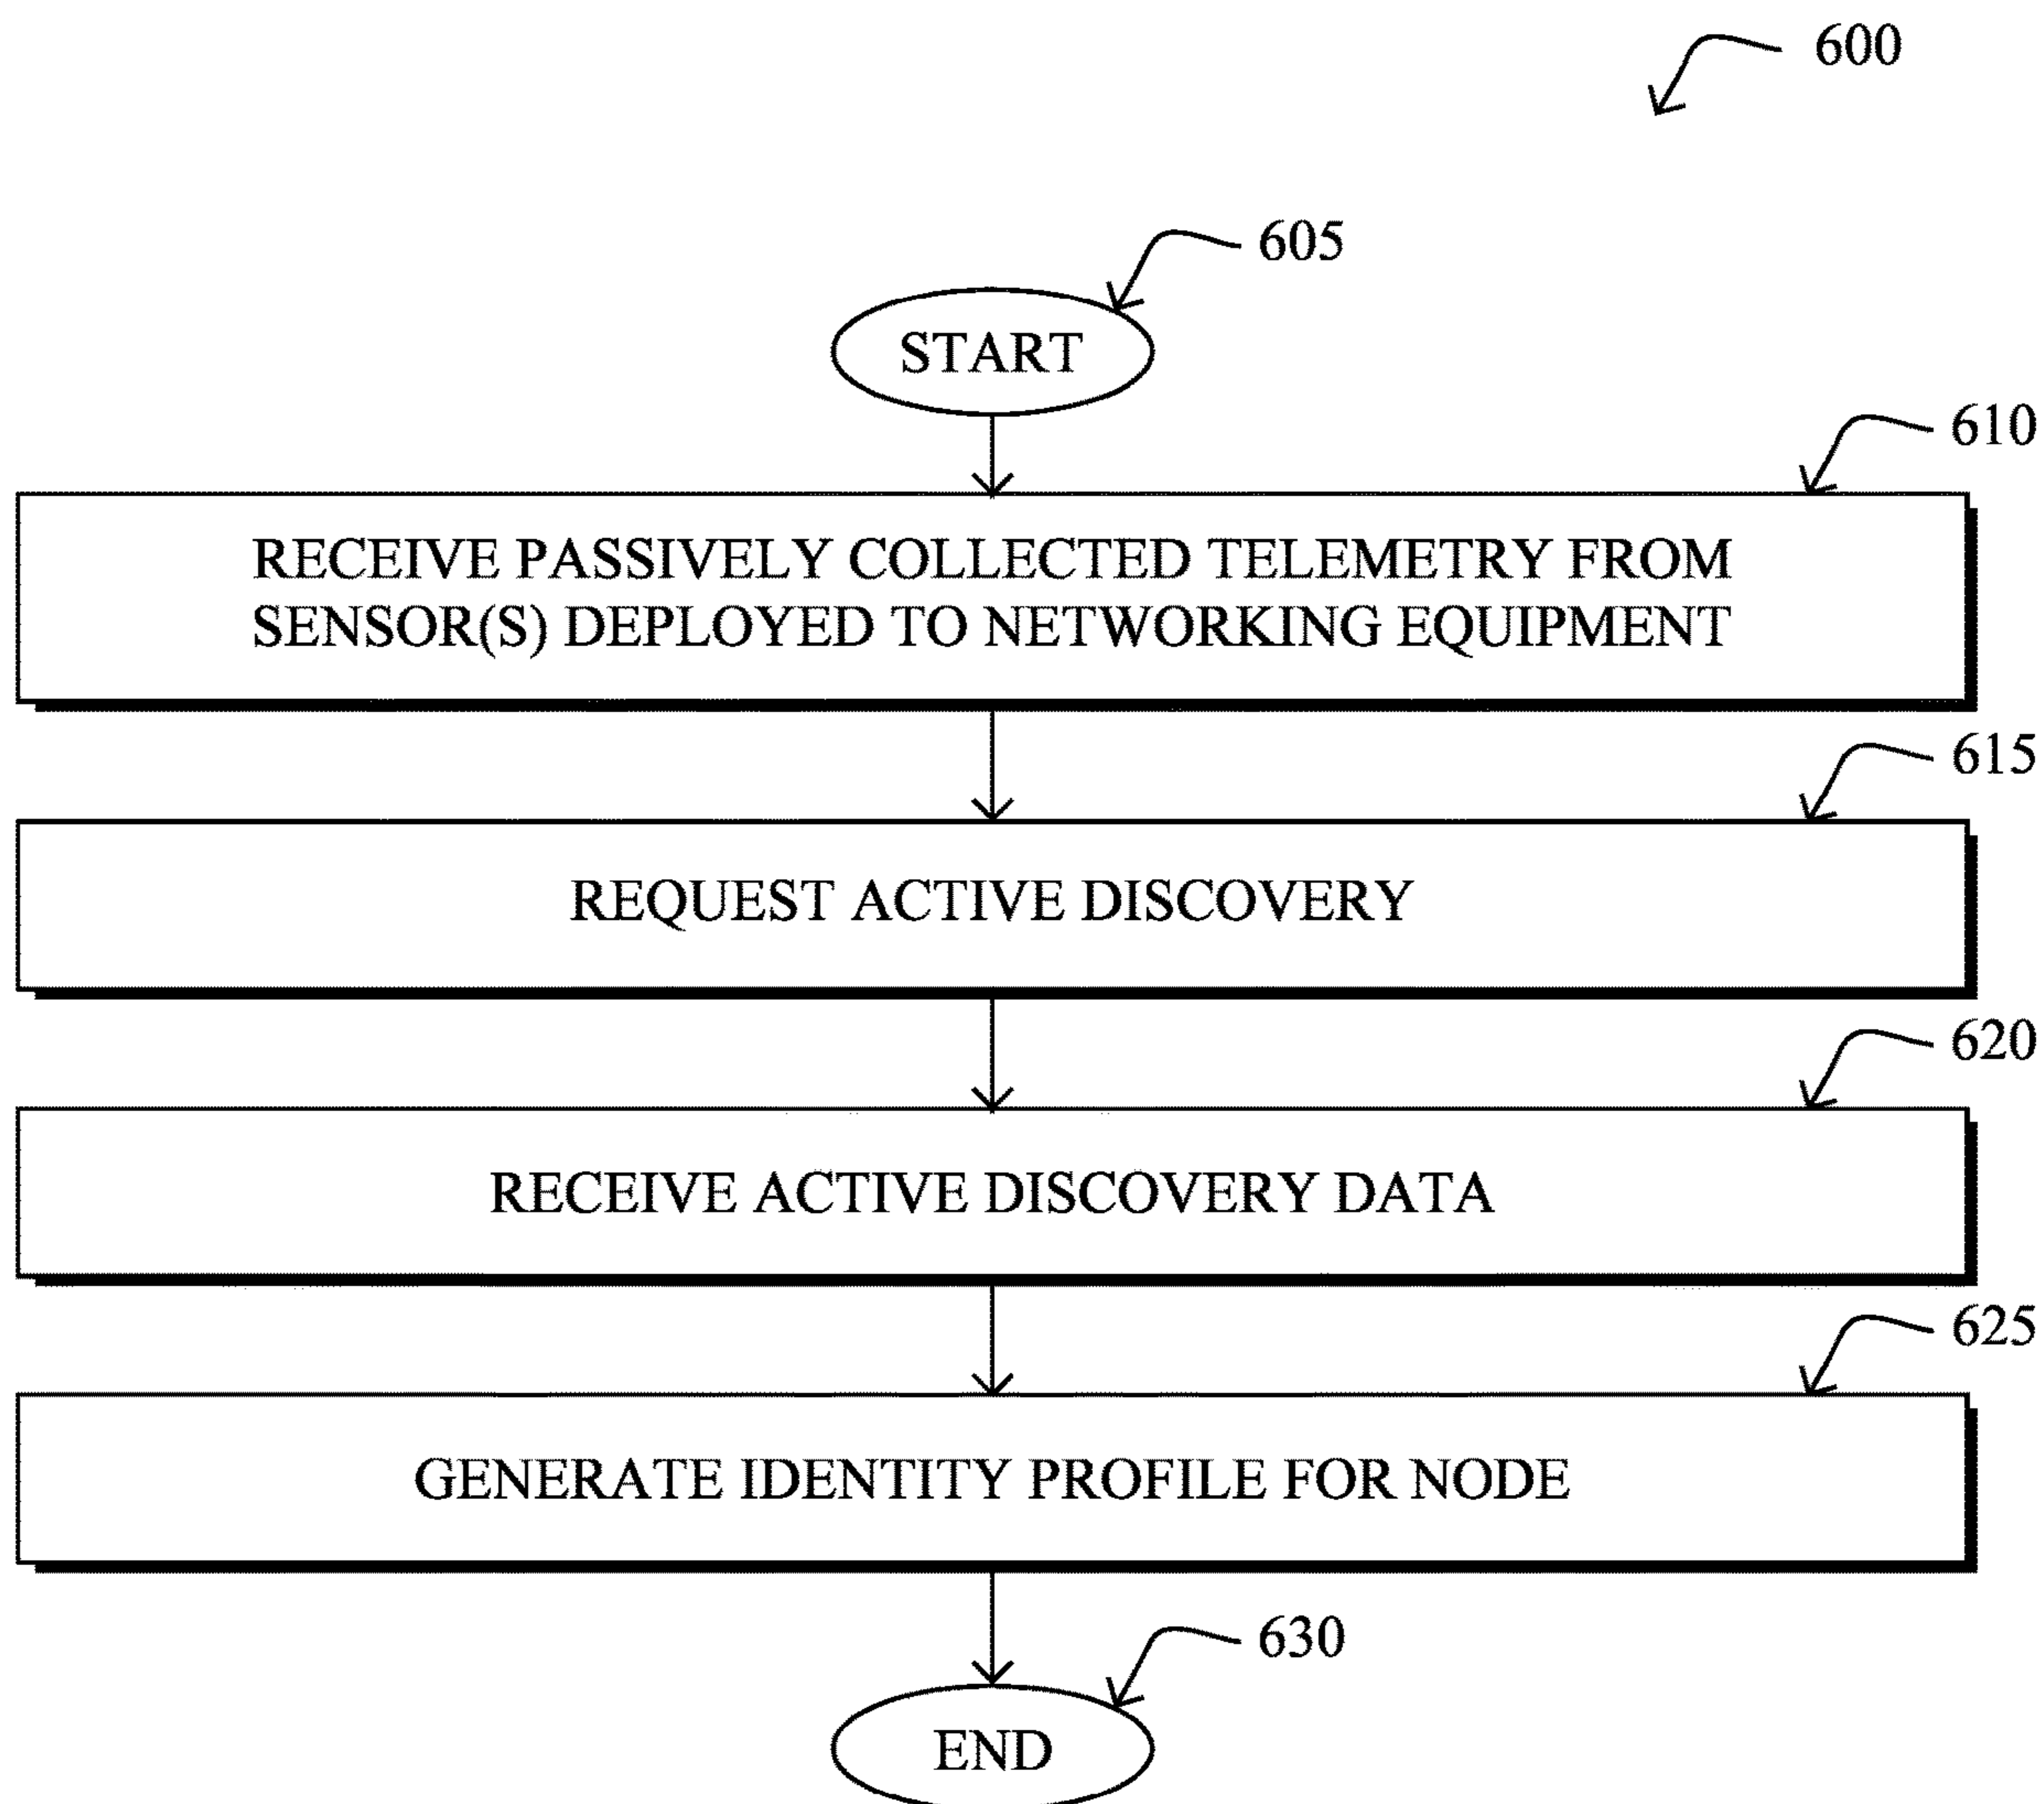 600
605
START
610
RECEIVE PASSIVELY COLLECTED TELEMETRY FROM
SENSOR(S) DEPLOYED TO NETWORKING EQUIPMENT
615
REQUEST ACTIVE DISCOVERY
620
RECEIVE ACTIVE DISCOVERY DATA
625
GENERATE IDENTITY PROFILE FOR NODE
630
END